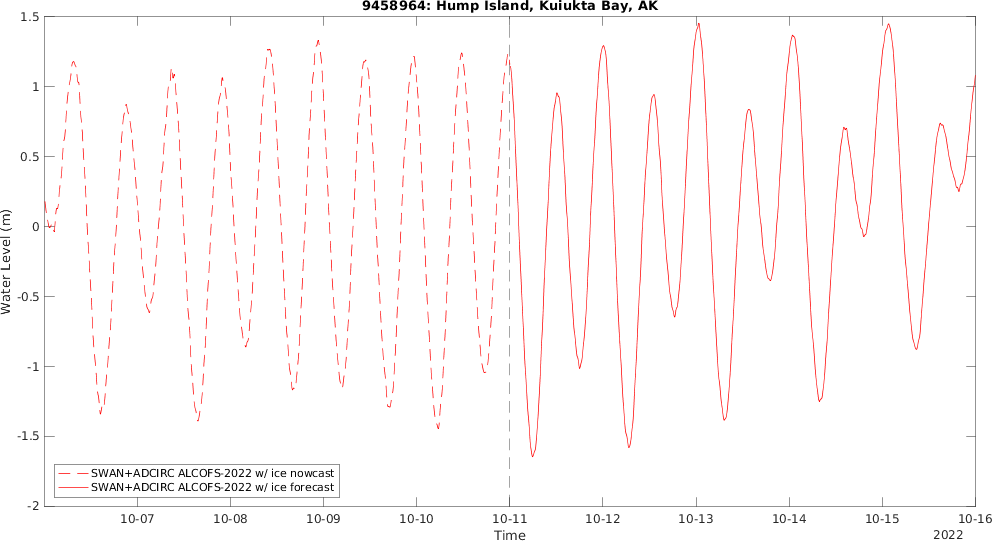 9458964: Hump Island, Kuiukta Bay, AK
Water Level (m)
1.5
1
0.5
0
-0.5
-1
-1.5
-2
SWAN+ADCIRC ALCOFS-2022 w/ ice nowcast
SWAN+ADCIRC ALCOFS-2022 w/ ice forecast
10-07 10-08 10-09 10-10 10-11 10-12 10-13 10-14 10-15 10-16
Time
2022